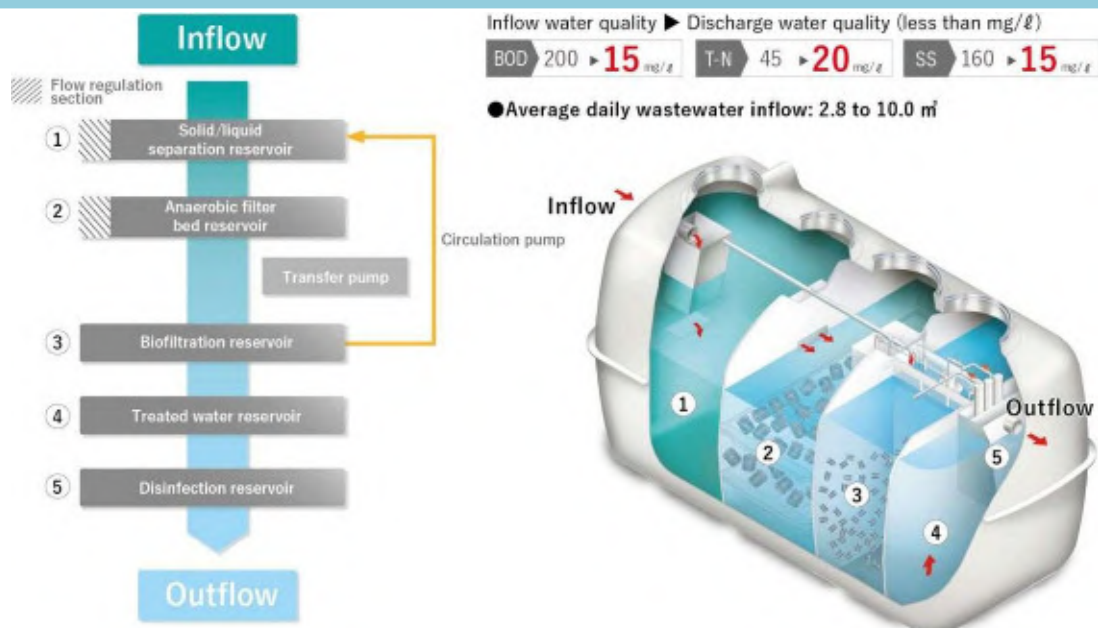 Inflow
Flow regulation
section
① Solid/liquid
separation reservoir
② Anaerobic filter
bed reservoir
Circulation pump
Transfer pump
③ Biofiltration reservoir
④ Treated water reservoir
⑤ Disinfection reservoir
Outflow
Inflow water quality ▶ Discharge water quality (less than mg/ℓ)
BOD 200 ▸ 15 mg/ℓ T-N 45 ▸ 20 mg/ℓ SS 160 ▸ 15 mg/ℓ
●Average daily wastewater inflow: 2.8 to 10.0 ㎥
Inflow
①
②
③
④
⑤
Outflow